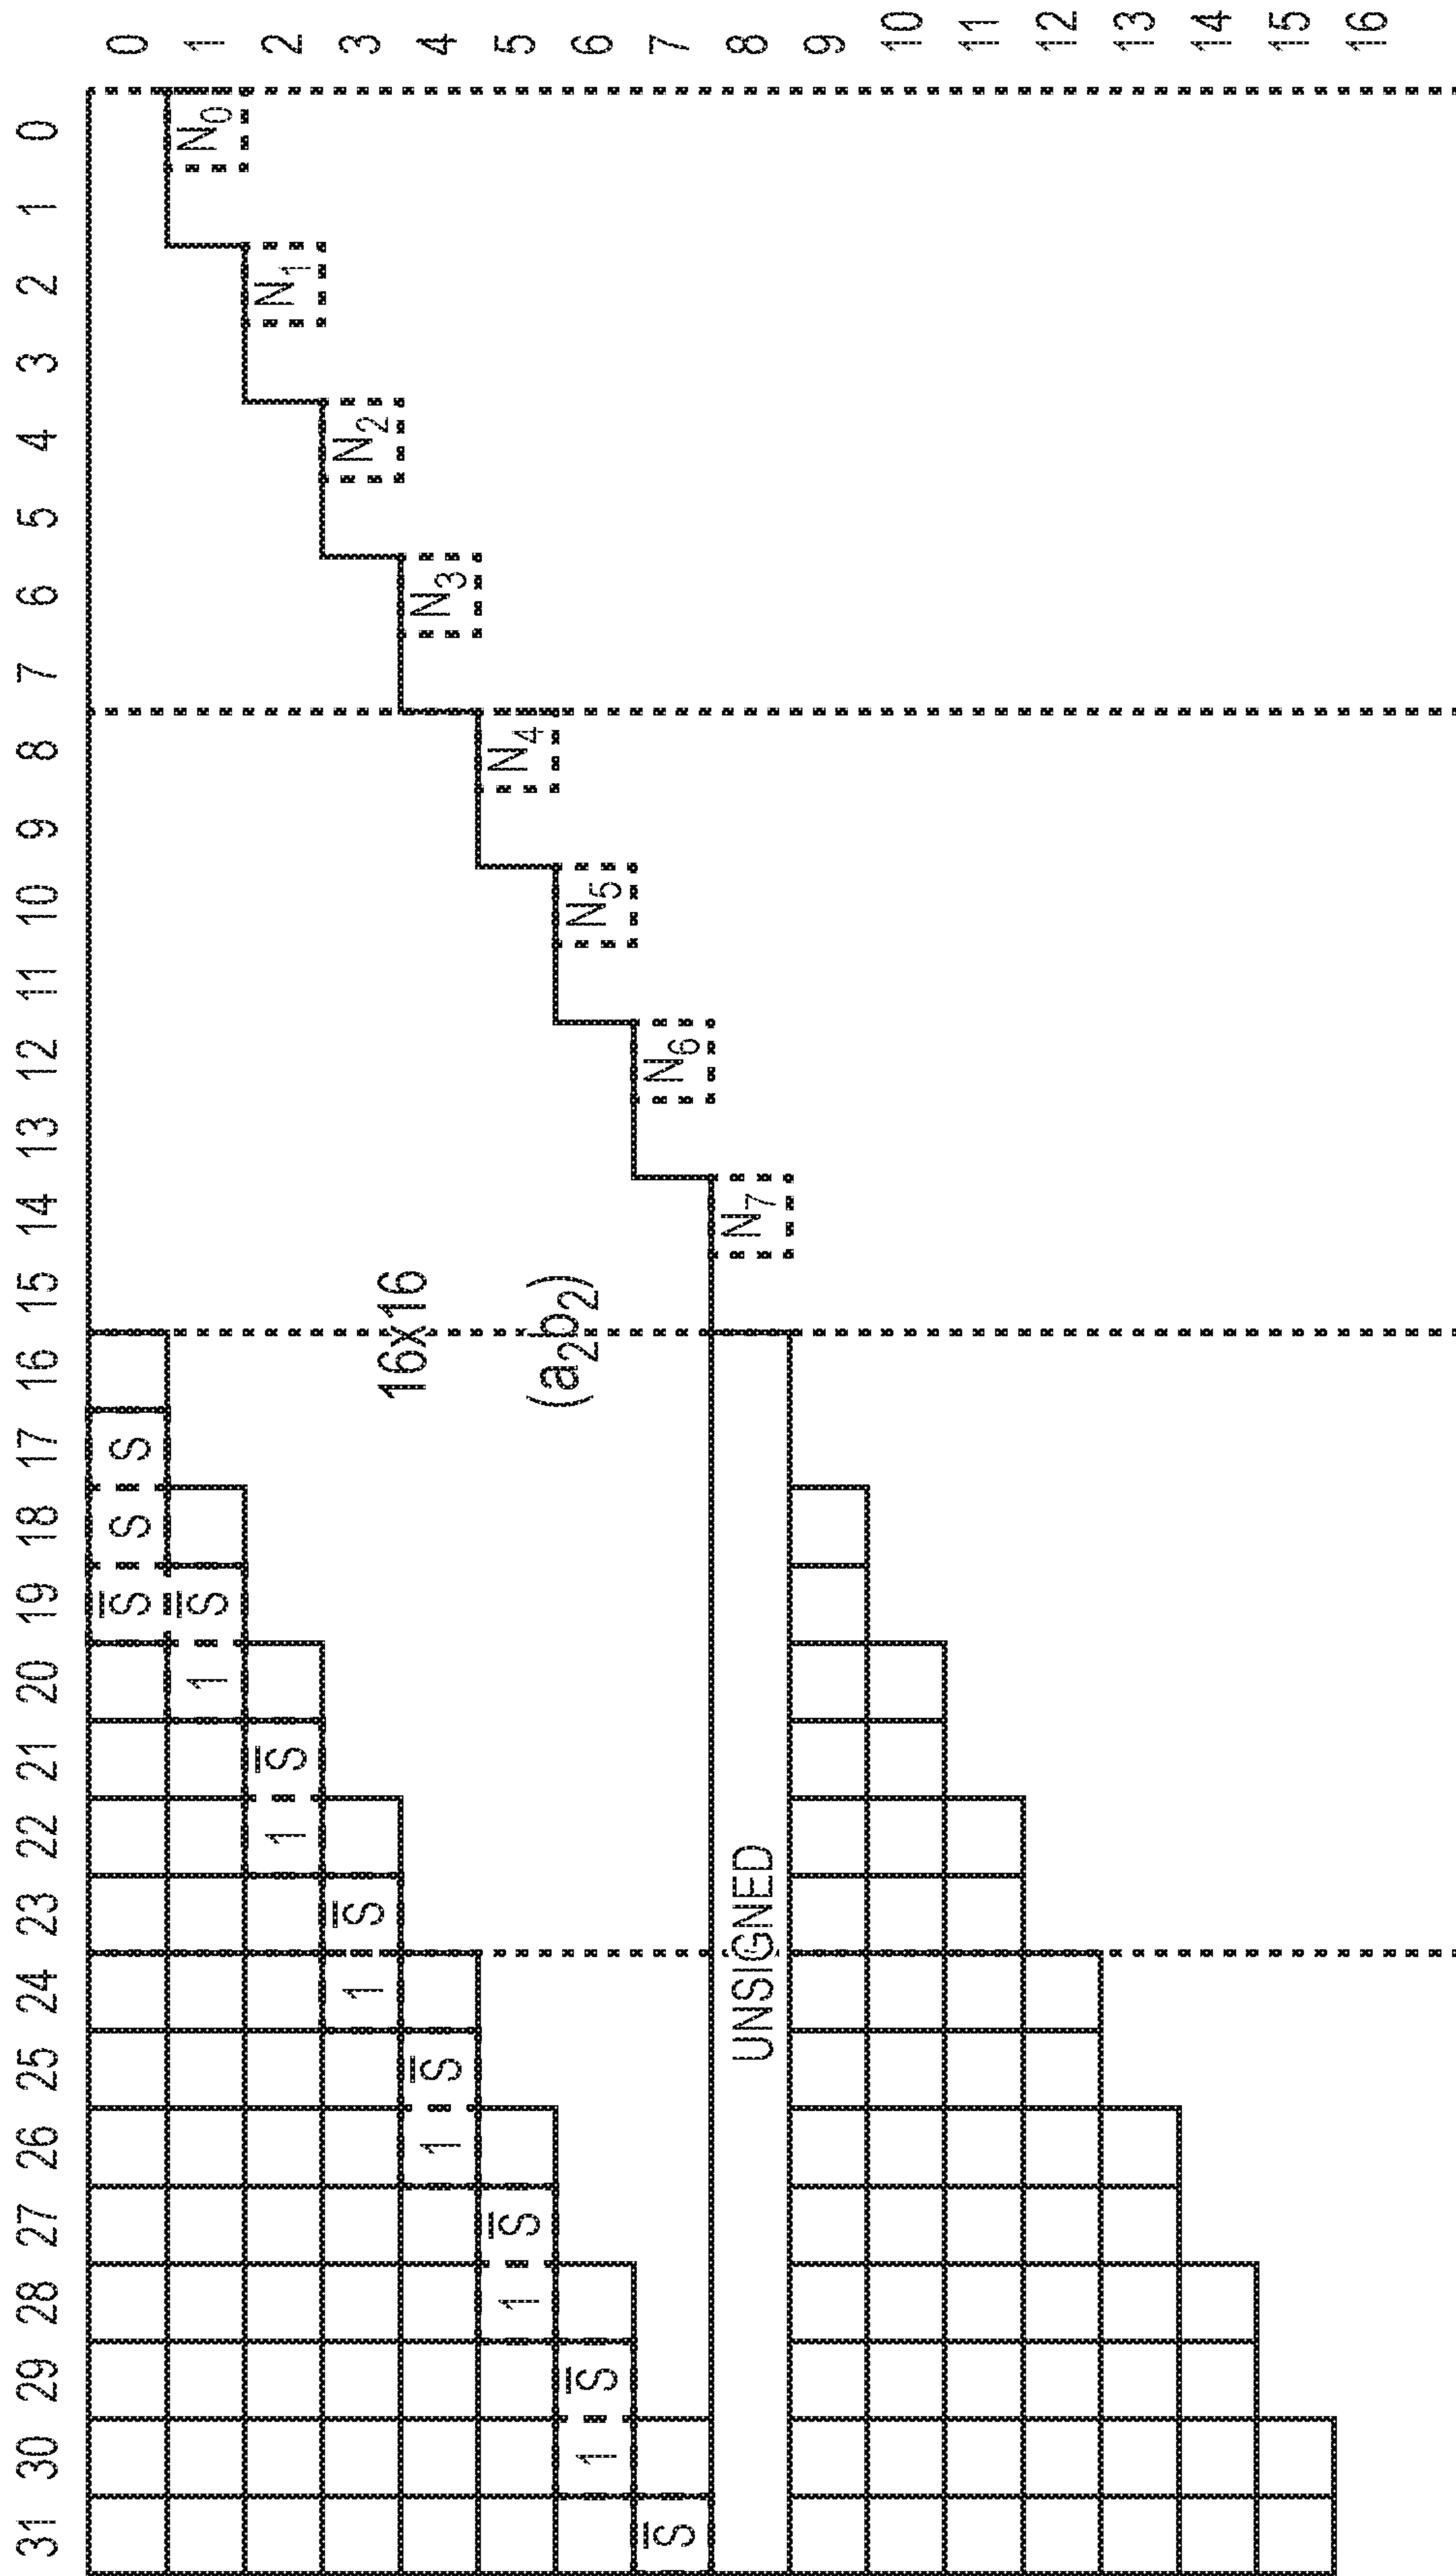 31 30 29 28 27 26 25 24 23 22 21 20 19 18 17 16 15 14 13 12 11 10 9 8 7 6 5 4 3 2 1 0
S̅ S S 0
1 S̅ N₀ 1
1 S̅ N₁ 2
1 S̅ N₂ 3
16x16
1 S̅ N₃ 4
1 S̅ N₄ 5
(a₂b₂)
1 S̅ N₅ 6
S̅ N₆ 7
UNSIGNED N₇ 8
9
10
11
12
13
14
15
16